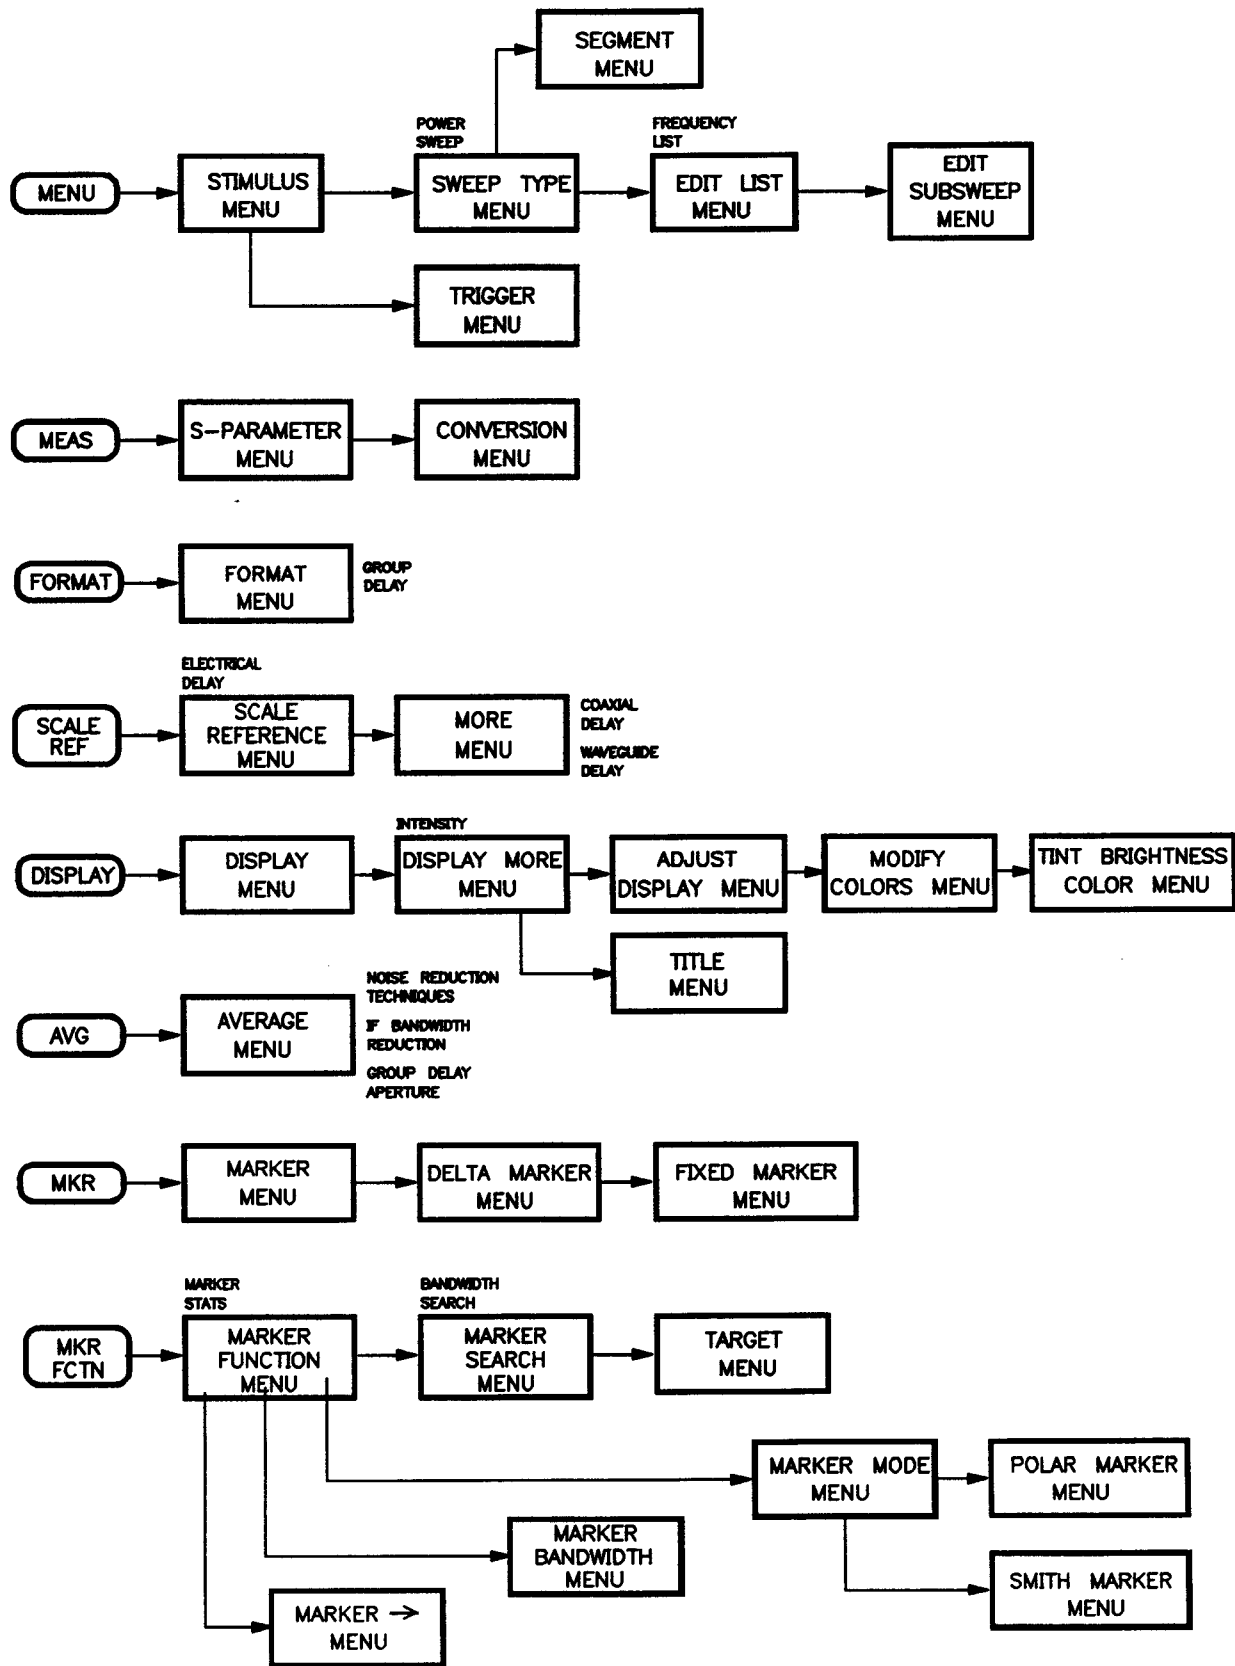 SEGMENT
MENU
POWER
SWEEP
FREQUENCY
LIST
MENU
STIMULUS
MENU
SWEEP TYPE
MENU
EDIT LIST
MENU
EDIT
SUBSWEEP
MENU
TRIGGER
MENU
MEAS
S-PARAMETER
MENU
CONVERSION
MENU
FORMAT
FORMAT
MENU
GROUP
DELAY
ELECTRICAL
DELAY
SCALE
REF
SCALE
REFERENCE
MENU
MORE
MENU
COAXIAL
DELAY
WAVEGUIDE
DELAY
INTENSITY
DISPLAY
DISPLAY
MENU
DISPLAY MORE
MENU
ADJUST
DISPLAY MENU
MODIFY
COLORS MENU
TINT BRIGHTNESS
COLOR MENU
TITLE
MENU
AVG
AVERAGE
MENU
NOISE REDUCTION
TECHNIQUES
IF BANDWIDTH
REDUCTION
GROUP DELAY
APERTURE
MKR
MARKER
MENU
DELTA MARKER
MENU
FIXED MARKER
MENU
MARKER
STATS
BANDWIDTH
SEARCH
MKR
FCTN
MARKER
FUNCTION
MENU
MARKER
SEARCH
MENU
TARGET
MENU
MARKER MODE
MENU
POLAR MARKER
MENU
MARKER
BANDWIDTH
MENU
SMITH MARKER
MENU
MARKER →
MENU